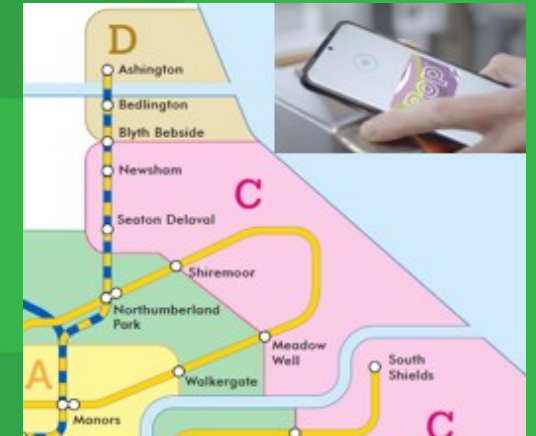 D
Ashington
Bedlington
Blyth Bebside
Newsham
C
Seaton Delaval
Shiremoor
Northumberland
Park
Meadow
Well
South
Shields
A
Walkergate
Manors
C